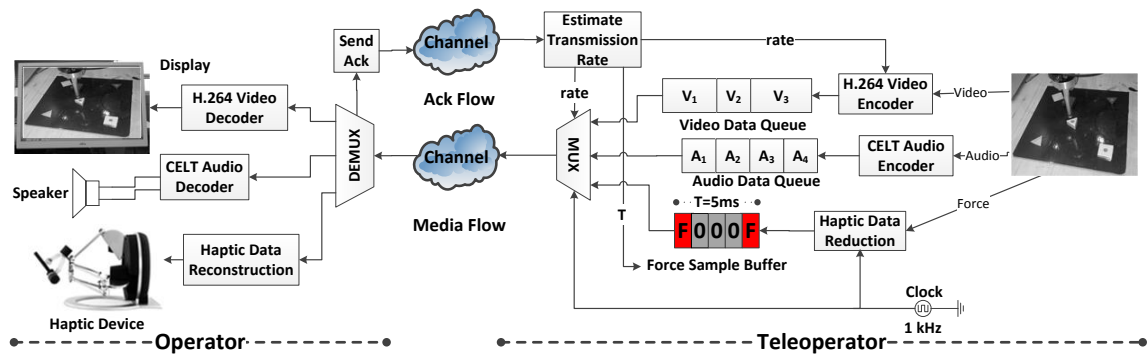 Send
Ack
Channel
Ack Flow
Estimate
Transmission
Rate
rate
rate
Display
H.264 Video
Decoder
V1 V2 V3
Video Data Queue
H.264 Video
Encoder
Video
DEMUX
Channel
Media Flow
MUX
CELT Audio
Decoder
Speaker
A1 A2 A3 A4
Audio Data Queue
CELT Audio
Encoder
Audio
T=5ms
F000F
T
Force Sample Buffer
Haptic Data
Reduction
Force
Haptic Data
Reconstruction
Haptic Device
Clock
1 kHz
Operator
Teleoperator